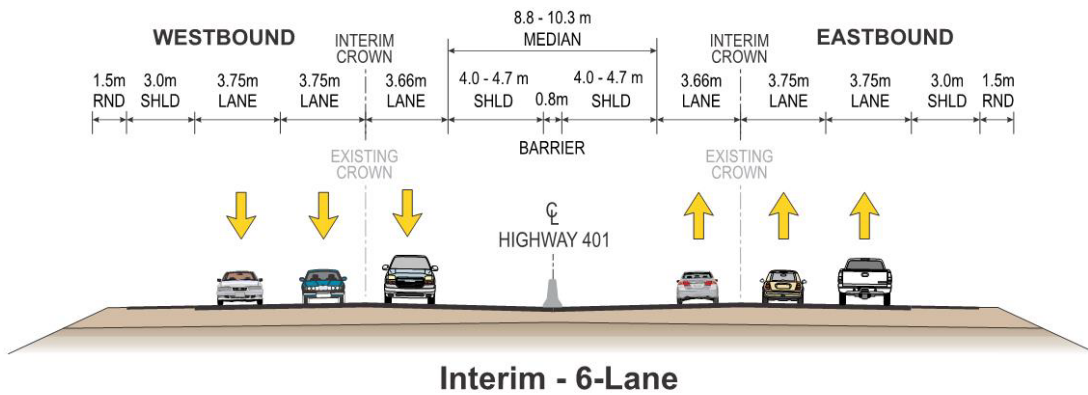 8.8 - 10.3 m
MEDIAN
WESTBOUND
INTERIM
CROWN
INTERIM
CROWN
EASTBOUND
1.5m
RND
3.0m
SHLD
3.75m
LANE
3.75m
LANE
3.66m
LANE
4.0 - 4.7 m
SHLD
0.8m
4.0 - 4.7 m
SHLD
3.66m
LANE
3.75m
LANE
3.75m
LANE
3.0m
SHLD
1.5m
RND
BARRIER
EXISTING
CROWN
EXISTING
CROWN
℄
HIGHWAY 401
Interim - 6-Lane